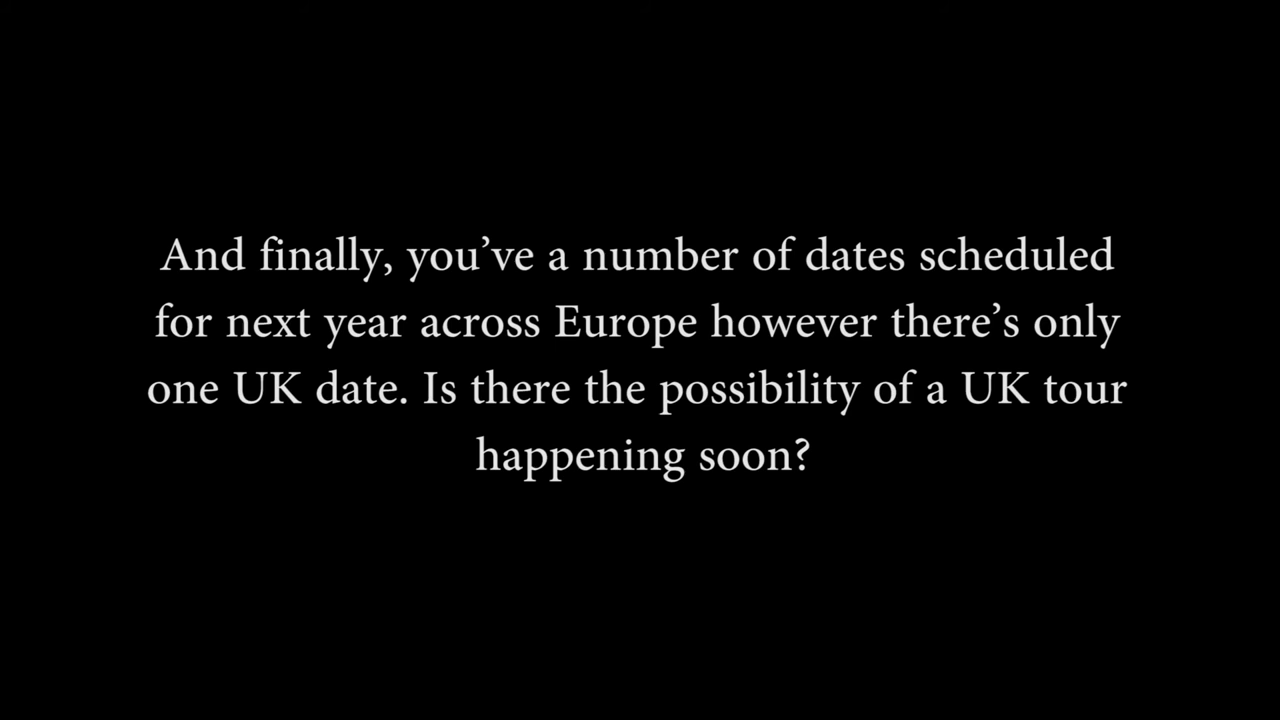 And finally, you’ve a number of dates scheduled
for next year across Europe however there’s only
one UK date. Is there the possibility of a UK tour
happening soon?